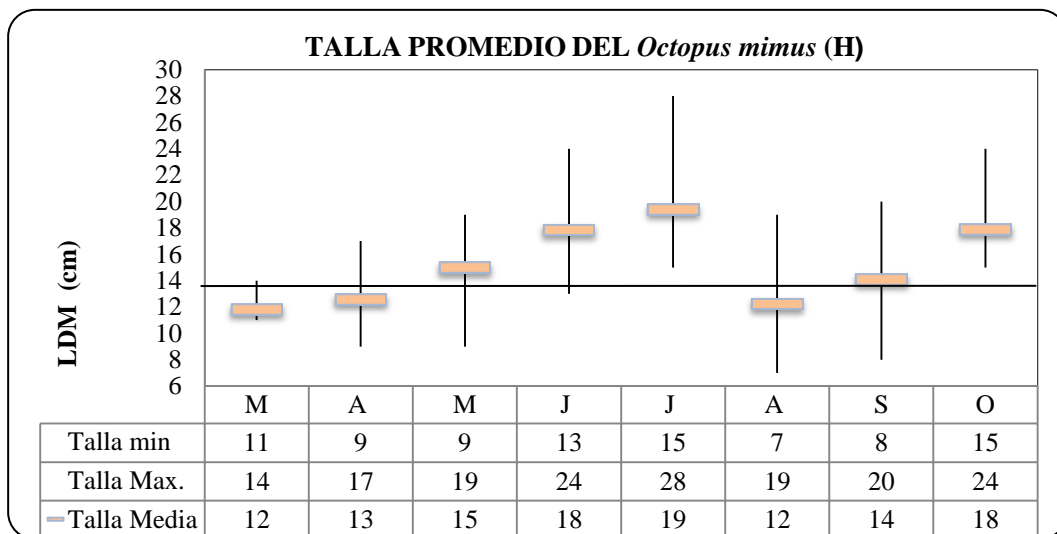 TALLA PROMEDIO DEL Octopus mimus (H)
30
28
26
24
22
20
18
16
14
12
10
8
6
LDM (cm)
M A M J J A S O
Talla min 11 9 9 13 15 7 8 15
Talla Max. 14 17 19 24 28 19 20 24
Talla Media 12 13 15 18 19 12 14 18